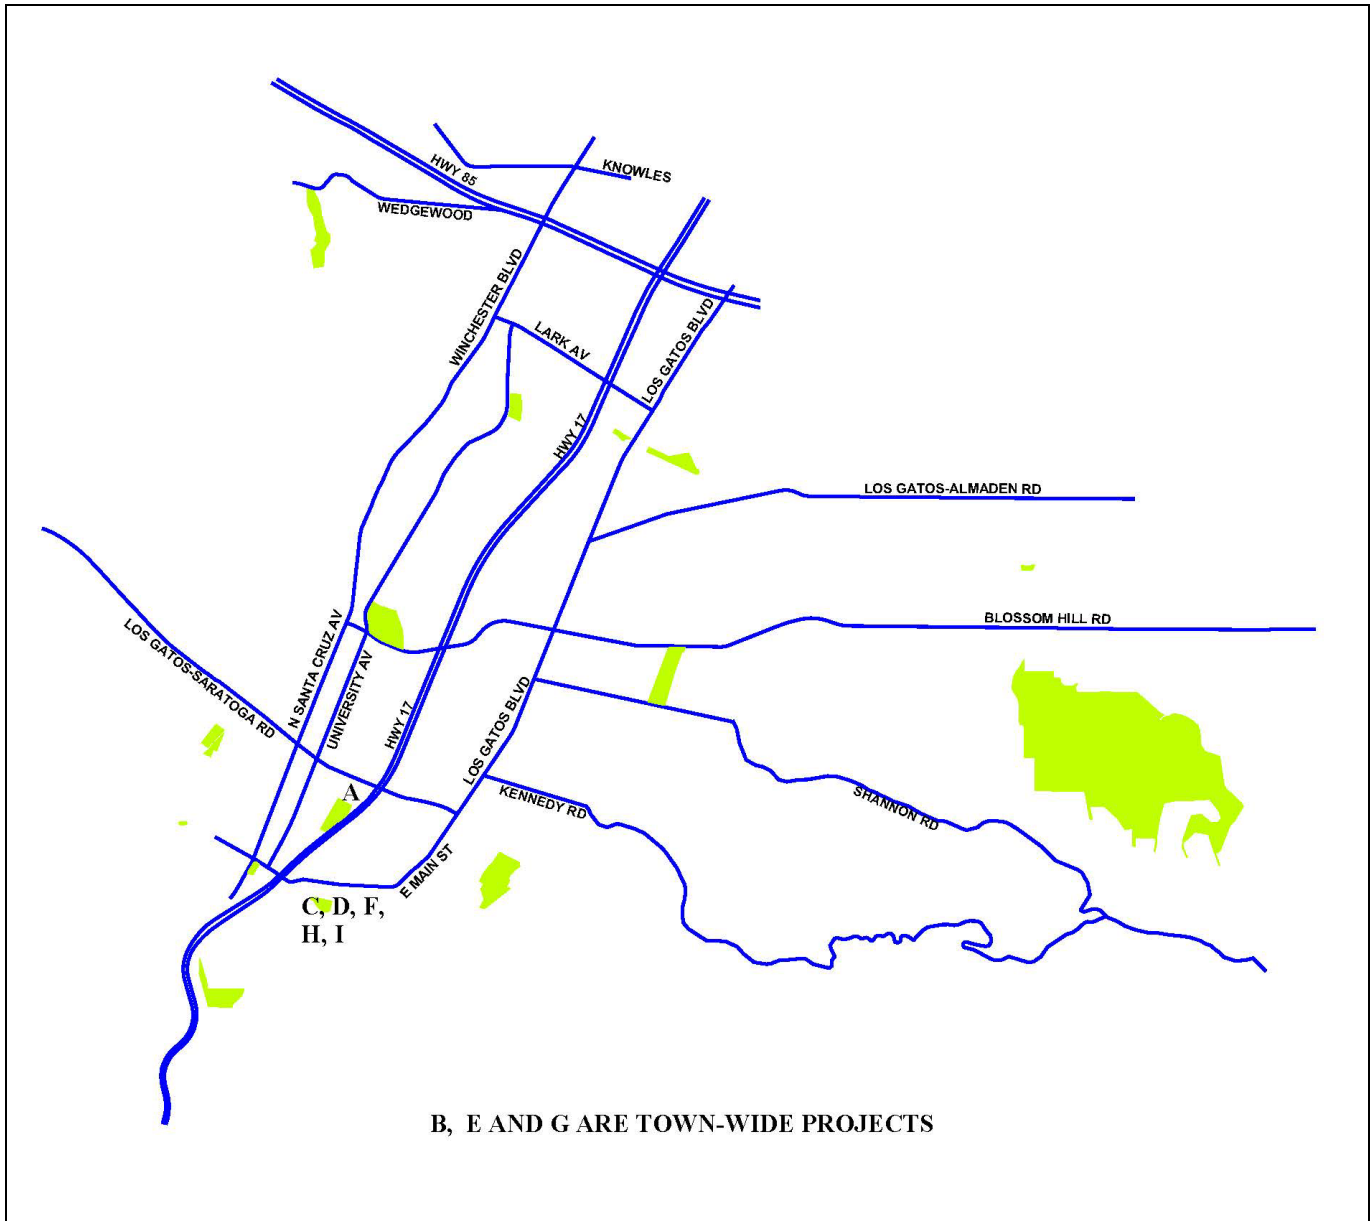 KNOWLES
HWY 85
WEDGEWOOD
WINCHESTER BLVD
LARK AV
LOS GATOS BLVD
HWY 17
LOS GATOS-ALMADEN RD
BLOSSOM HILL RD
LOS GATOS-SARATOGA RD
N SANTA CRUZ AV
UNIVERSITY AV
HWY 17
LOS GATOS BLVD
A
KENNEDY RD
SHANNON RD
E MAIN ST
C, D, F,
H, I
B, E AND G ARE TOWN-WIDE PROJECTS